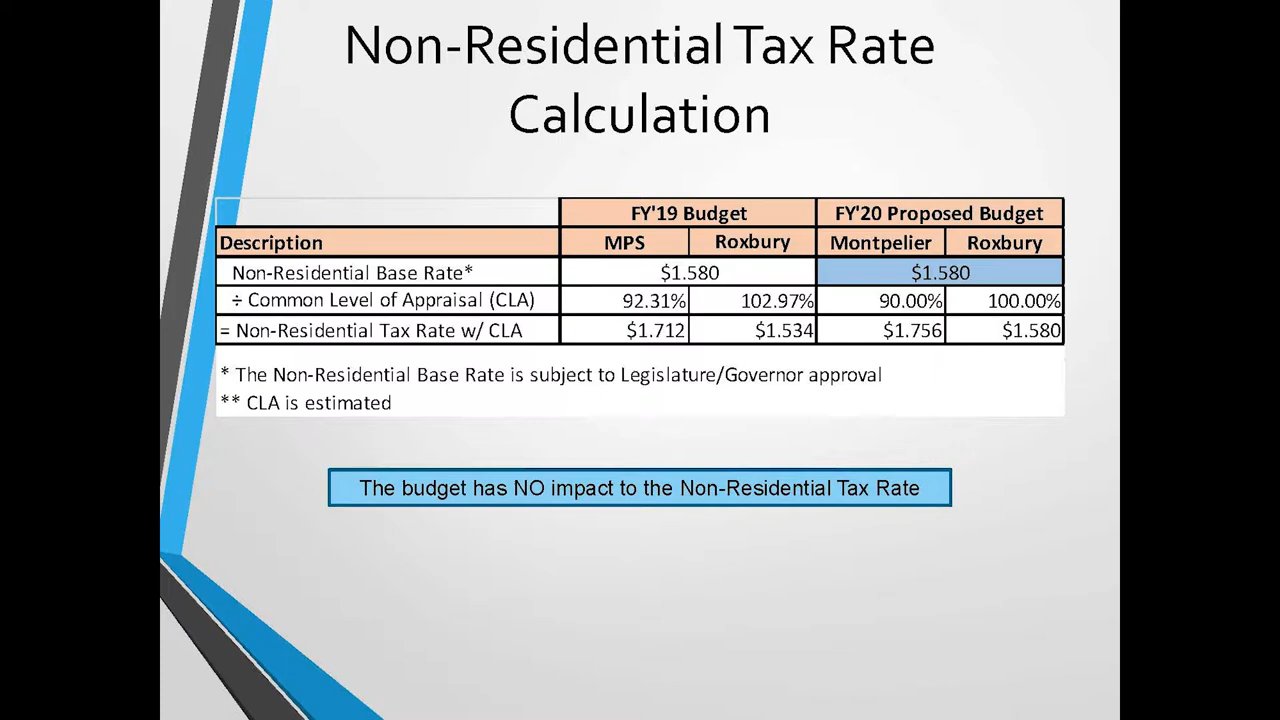 Non-Residential Tax Rate
Calculation
FY'19 Budget FY'20 Proposed Budget
Description MPS Roxbury Montpelier Roxbury
Non-Residential Base Rate* $1.580 $1.580
÷ Common Level of Appraisal (CLA) 92.31% 102.97% 90.00% 100.00%
= Non-Residential Tax Rate w/ CLA $1.712 $1.534 $1.756 $1.580
* The Non-Residential Base Rate is subject to Legislature/Governor approval
** CLA is estimated
The budget has NO impact to the Non-Residential Tax Rate